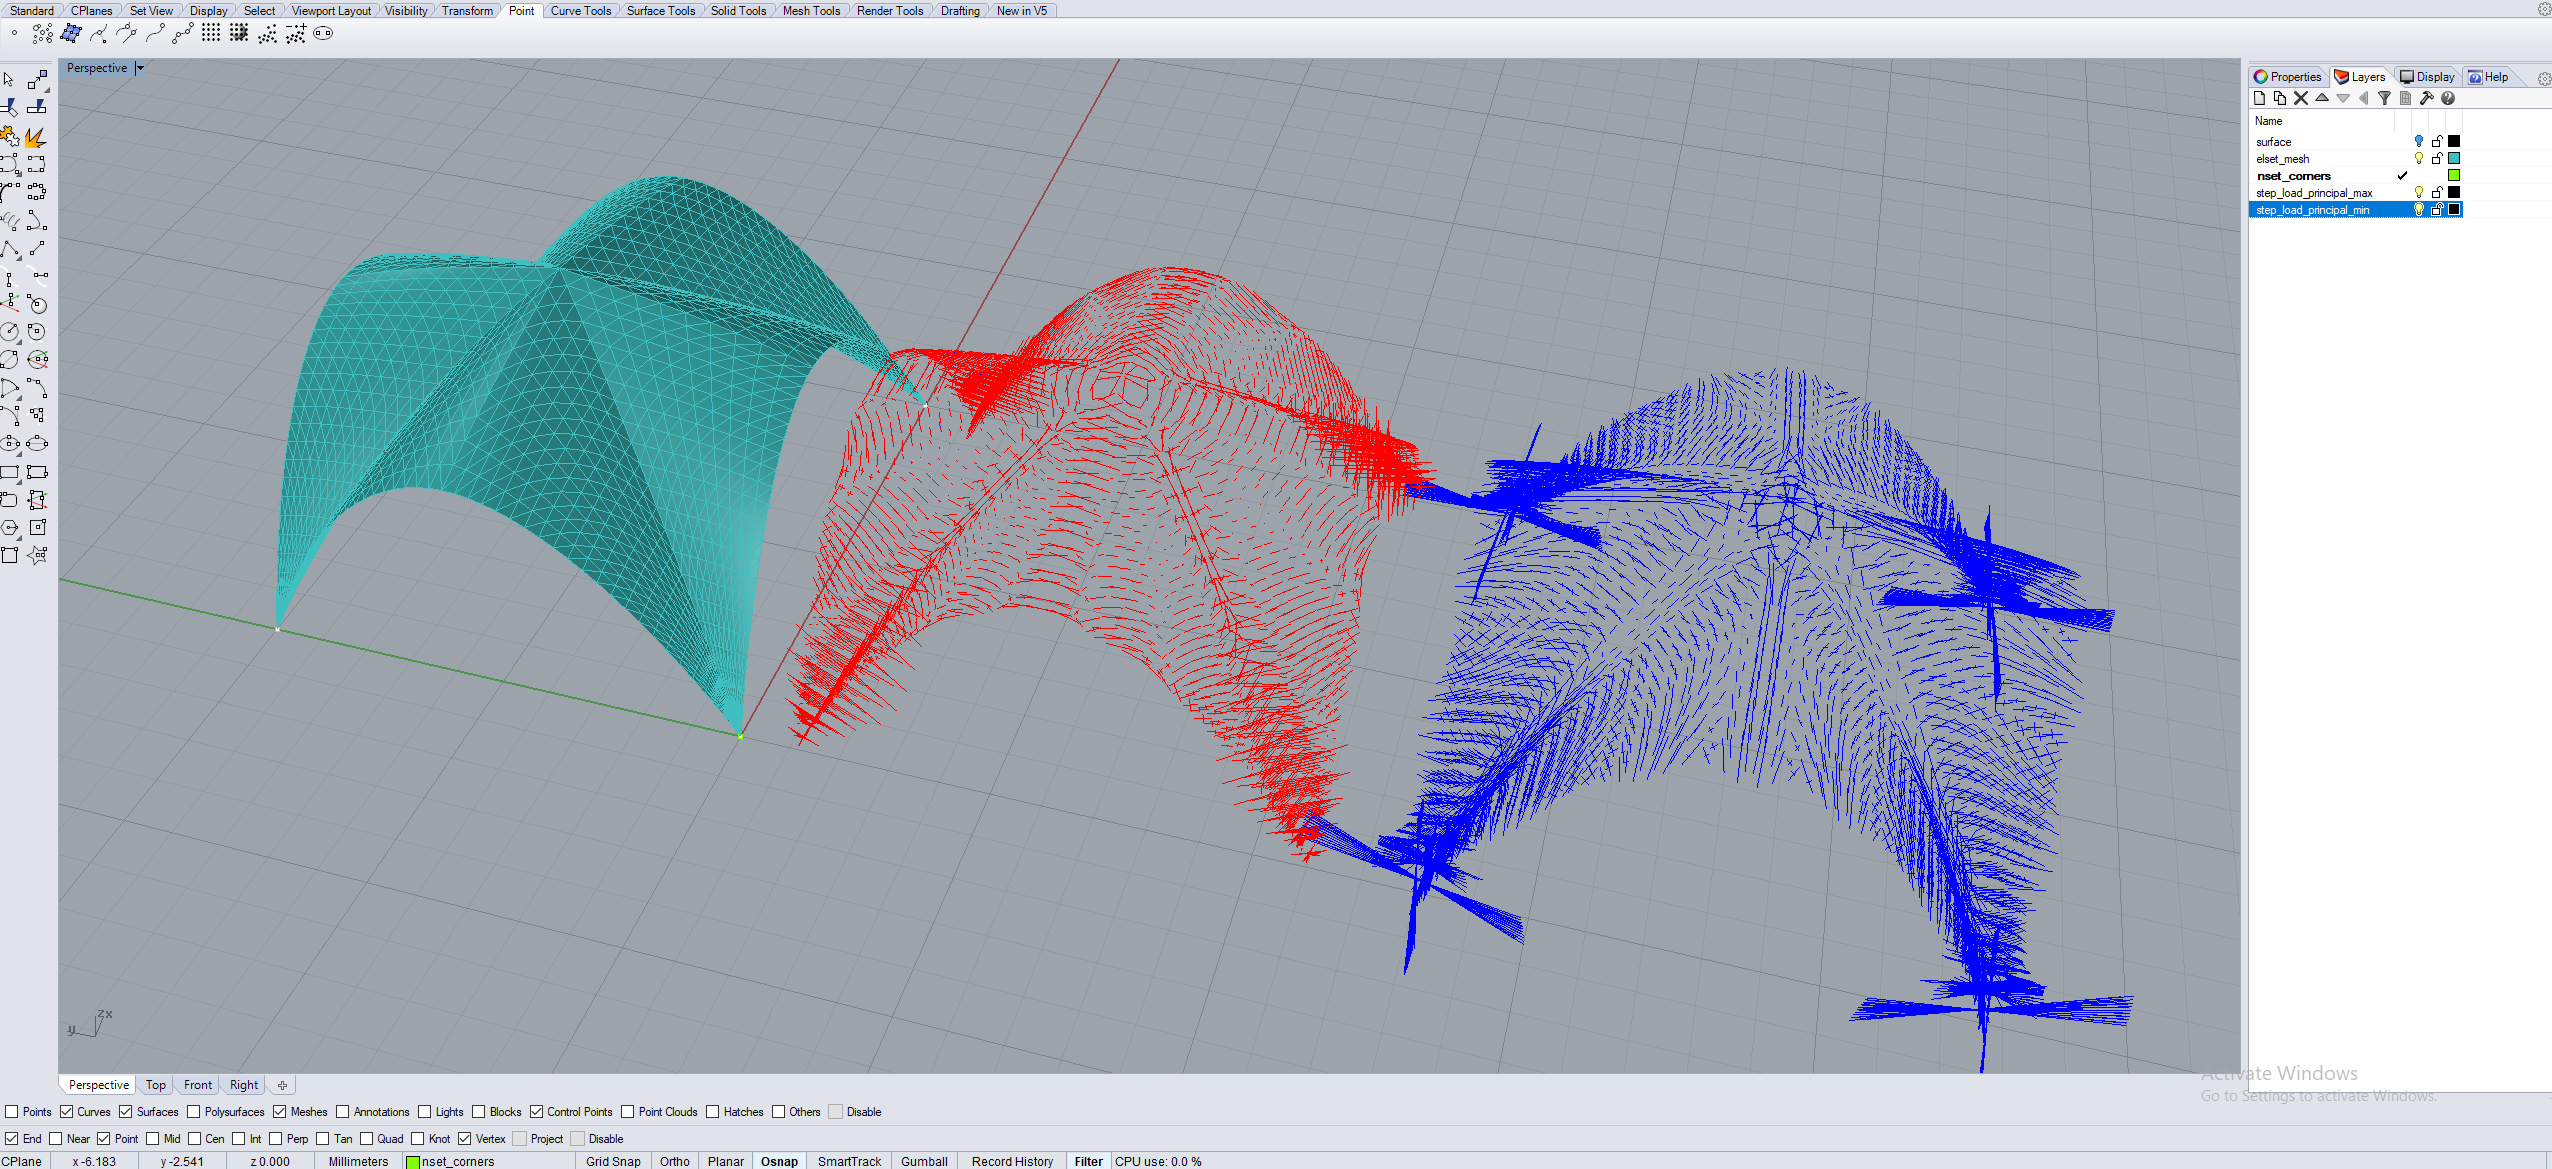 Standard CPlanes Set View Display Select Viewport Layout Visibility Transform Point Curve Tools Surface Tools Solid Tools Mesh Tools Render Tools Drafting New in V5
Perspective
Properties Layers Display Help
Name
surface
elset_mesh
nset_corners
step_load_principal_max
step_load_principal_min
zx
y
Perspective Top Front Right
Activate Windows
Go to Settings to activate Windows.
Points Curves Surfaces Polysurfaces Meshes Annotations Lights Blocks Control Points Point Clouds Hatches Others Disable
End Near Point Mid Cen Int Perp Tan Quad Knot Vertex Project Disable
CPlane x -6.183 y -2.541 z 0.000 Millimeters nset_corners Grid Snap Ortho Planar Osnap SmartTrack Gumball Record History Filter CPU use: 0.0 %